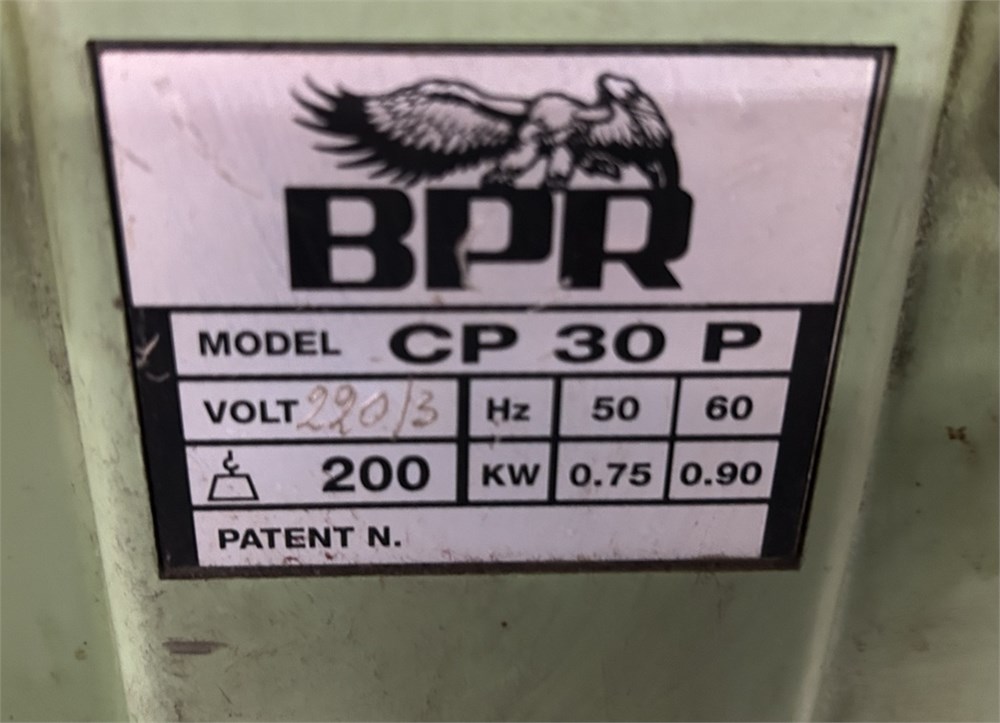 BPR
MODEL CP 30 P
VOLT 220/3 Hz 50 60
200 KW 0.75 0.90
PATENT N.